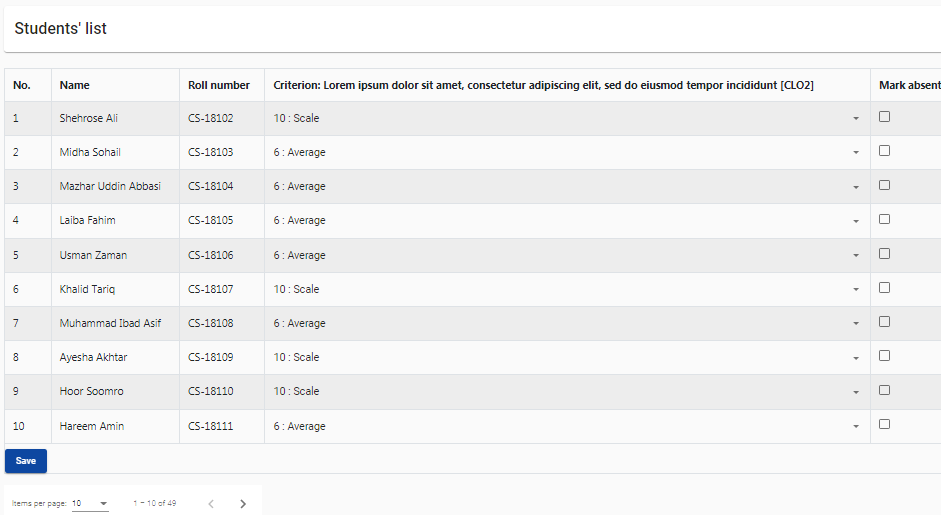 Students' list
No. Name Roll number Criterion: Lorem ipsum dolor sit amet, consectetur adipiscing elit, sed do eiusmod tempor incididunt [CLO2] Mark absent
1 Shehrose Ali CS-18102 10 : Scale
2 Midha Sohail CS-18103 6 : Average
3 Mazhar Uddin Abbasi CS-18104 6 : Average
4 Laiba Fahim CS-18105 6 : Average
5 Usman Zaman CS-18106 6 : Average
6 Khalid Tariq CS-18107 10 : Scale
7 Muhammad Ibad Asif CS-18108 6 : Average
8 Ayesha Akhtar CS-18109 10 : Scale
9 Hoor Soomro CS-18110 10 : Scale
10 Hareem Amin CS-18111 6 : Average
Save
Items per page: 10 1 – 10 of 49